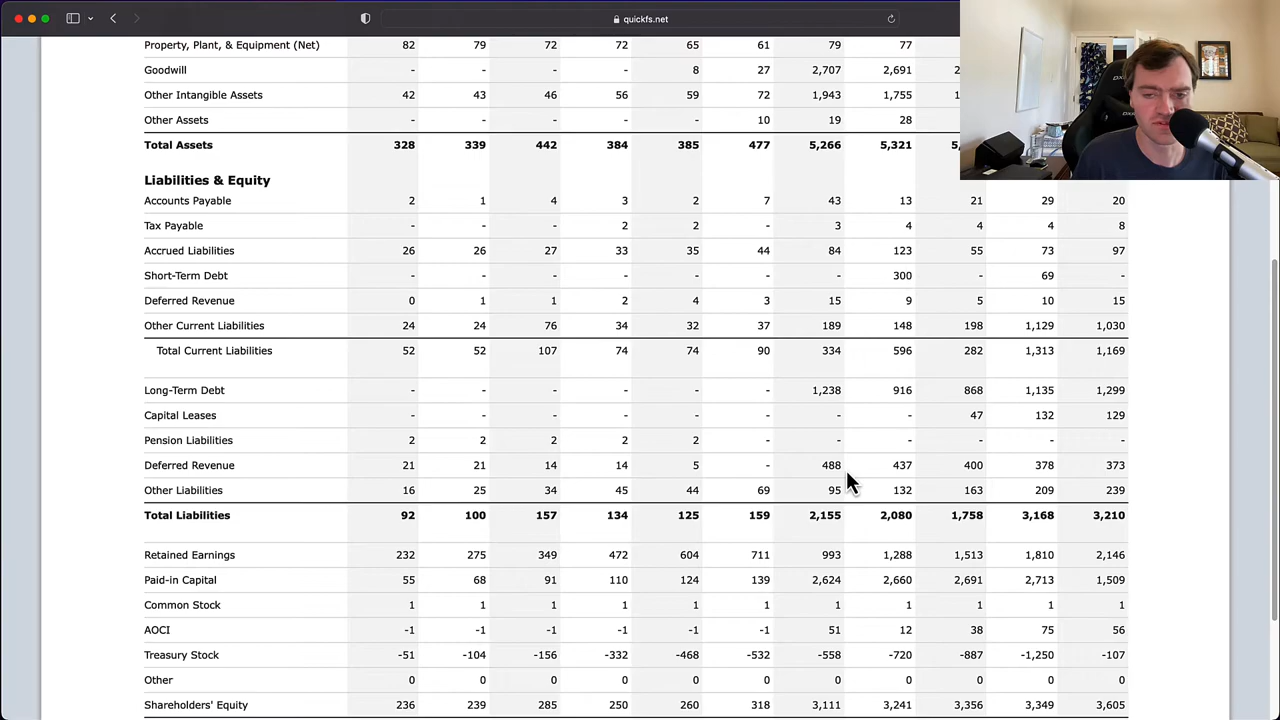 quickfs.net
Property, Plant, & Equipment (Net) 82 79 72 72 65 61 79 77
Goodwill - - - - 8 27 2,707 2,691 2
Other Intangible Assets 42 43 46 56 59 72 1,943 1,755 1
Other Assets - - - - - 10 19 28
Total Assets 328 339 442 384 385 477 5,266 5,321 5,
Liabilities & Equity
Accounts Payable 2 1 4 3 2 7 43 13 21 29 20
Tax Payable - - - 2 2 - 3 4 4 4 8
Accrued Liabilities 26 26 27 33 35 44 84 123 55 73 97
Short-Term Debt - - - - - - - 300 - 69 -
Deferred Revenue 0 1 1 2 4 3 15 9 5 10 15
Other Current Liabilities 24 24 76 34 32 37 189 148 198 1,129 1,030
Total Current Liabilities 52 52 107 74 74 90 334 596 282 1,313 1,169
Long-Term Debt - - - - - - 1,238 916 868 1,135 1,299
Capital Leases - - - - - - - - 47 132 129
Pension Liabilities 2 2 2 2 2 - - - - - -
Deferred Revenue 21 21 14 14 5 - 488 437 400 378 373
Other Liabilities 16 25 34 45 44 69 95 132 163 209 239
Total Liabilities 92 100 157 134 125 159 2,155 2,080 1,758 3,168 3,210
Retained Earnings 232 275 349 472 604 711 993 1,288 1,513 1,810 2,146
Paid-in Capital 55 68 91 110 124 139 2,624 2,660 2,691 2,713 1,509
Common Stock 1 1 1 1 1 1 1 1 1 1 1
AOCI -1 -1 -1 -1 -1 -1 51 12 38 75 56
Treasury Stock -51 -104 -156 -332 -468 -532 -558 -720 -887 -1,250 -107
Other 0 0 0 0 0 0 0 0 0 0 0
Shareholders' Equity 236 239 285 250 260 318 3,111 3,241 3,356 3,349 3,605